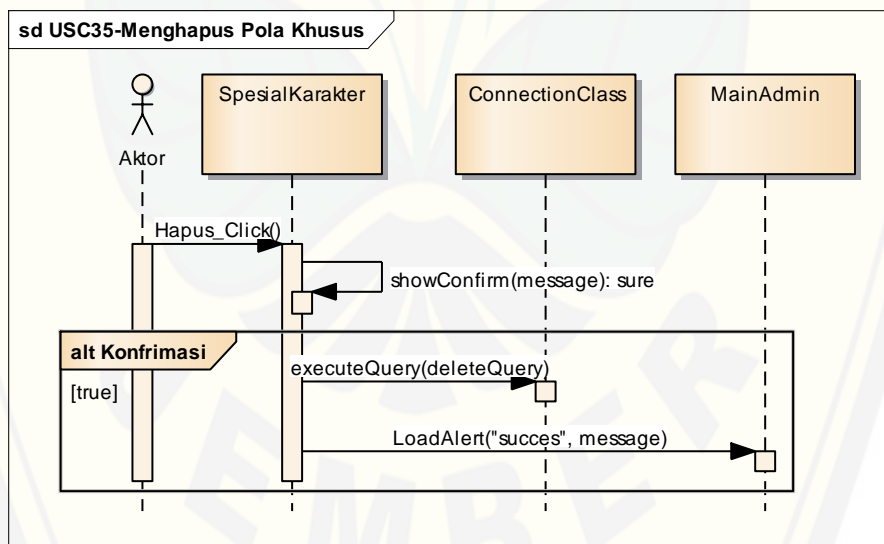 sd USC35-Menghapus Pola Khusus
SpesialKarakter
ConnectionClass
MainAdmin
Aktor
Hapus_Click()
showConfirm(message): sure
alt Konfrimasi
[true]
executeQuery(deleteQuery)
LoadAlert("succes", message)
EMBER